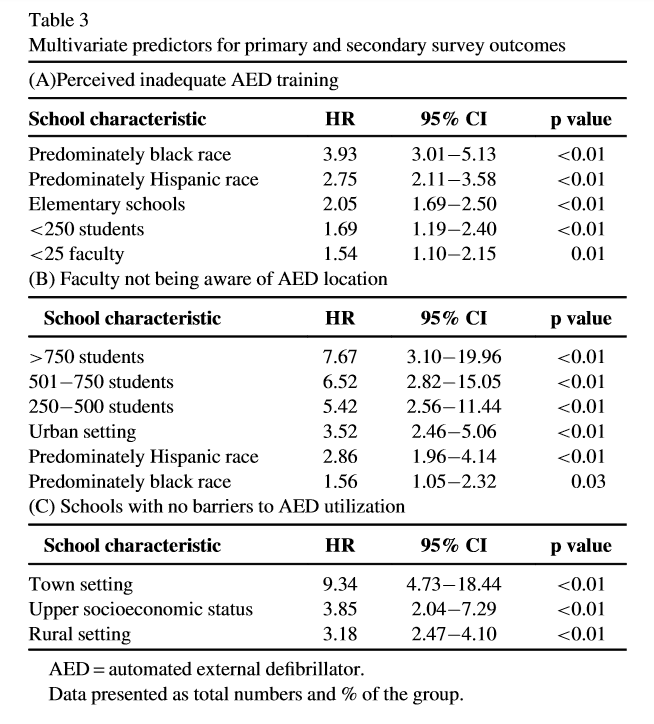 Table 3
Multivariate predictors for primary and secondary survey outcomes
(A)Perceived inadequate AED training
School characteristic HR 95% CI p value
Predominately black race 3.93 3.01–5.13 <0.01
Predominately Hispanic race 2.75 2.11–3.58 <0.01
Elementary schools 2.05 1.69–2.50 <0.01
<250 students 1.69 1.19–2.40 <0.01
<25 faculty 1.54 1.10–2.15 0.01
(B) Faculty not being aware of AED location
School characteristic HR 95% CI p value
>750 students 7.67 3.10–19.96 <0.01
501–750 students 6.52 2.82–15.05 <0.01
250–500 students 5.42 2.56–11.44 <0.01
Urban setting 3.52 2.46–5.06 <0.01
Predominately Hispanic race 2.86 1.96–4.14 <0.01
Predominately black race 1.56 1.05–2.32 0.03
(C) Schools with no barriers to AED utilization
School characteristic HR 95% CI p value
Town setting 9.34 4.73–18.44 <0.01
Upper socioeconomic status 3.85 2.04–7.29 <0.01
Rural setting 3.18 2.47–4.10 <0.01
AED = automated external defibrillator.
Data presented as total numbers and % of the group.